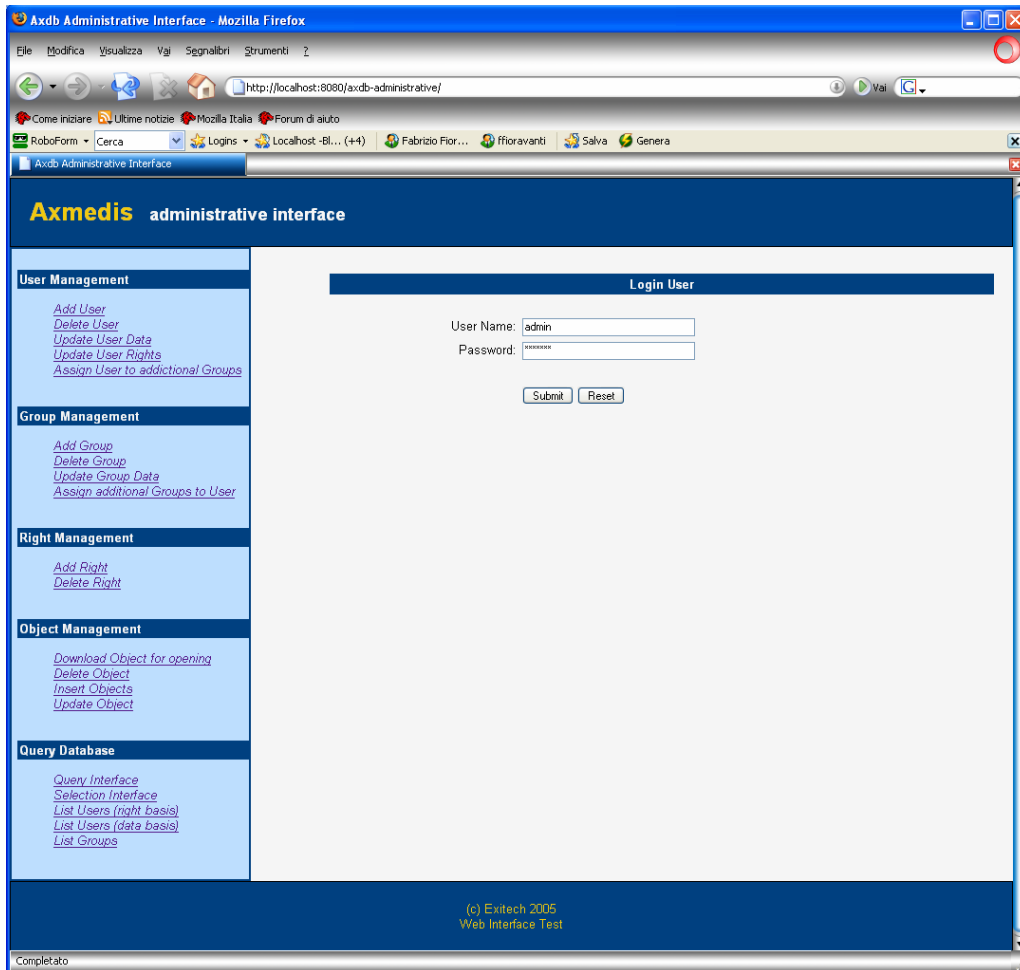 Axdb Administrative Interface - Mozilla Firefox
File Modifica Visualizza Vai Segnalibri Strumenti ?
http://localhost:8080/axdb-administrative/ Vai G
Come iniziare Ultime notizie Mozilla Italia Forum di aiuto
RoboForm Cerca Logins Localhost -Bl... (+4) Fabrizio Fior... ffioravanti Salva Genera
Axdb Administrative Interface
Axmedis administrative interface
User Management
Add User
Delete User
Update User Data
Update User Rights
Assign User to addictional Groups
Group Management
Add Group
Delete Group
Update Group Data
Assign additional Groups to User
Right Management
Add Right
Delete Right
Object Management
Download Object for opening
Delete Object
Insert Objects
Update Object
Query Database
Query Interface
Selection Interface
List Users (right basis)
List Users (data basis)
List Groups
Login User
User Name: admin
Password: *******
Submit Reset
(c) Exitech 2005
Web Interface Test
Completato